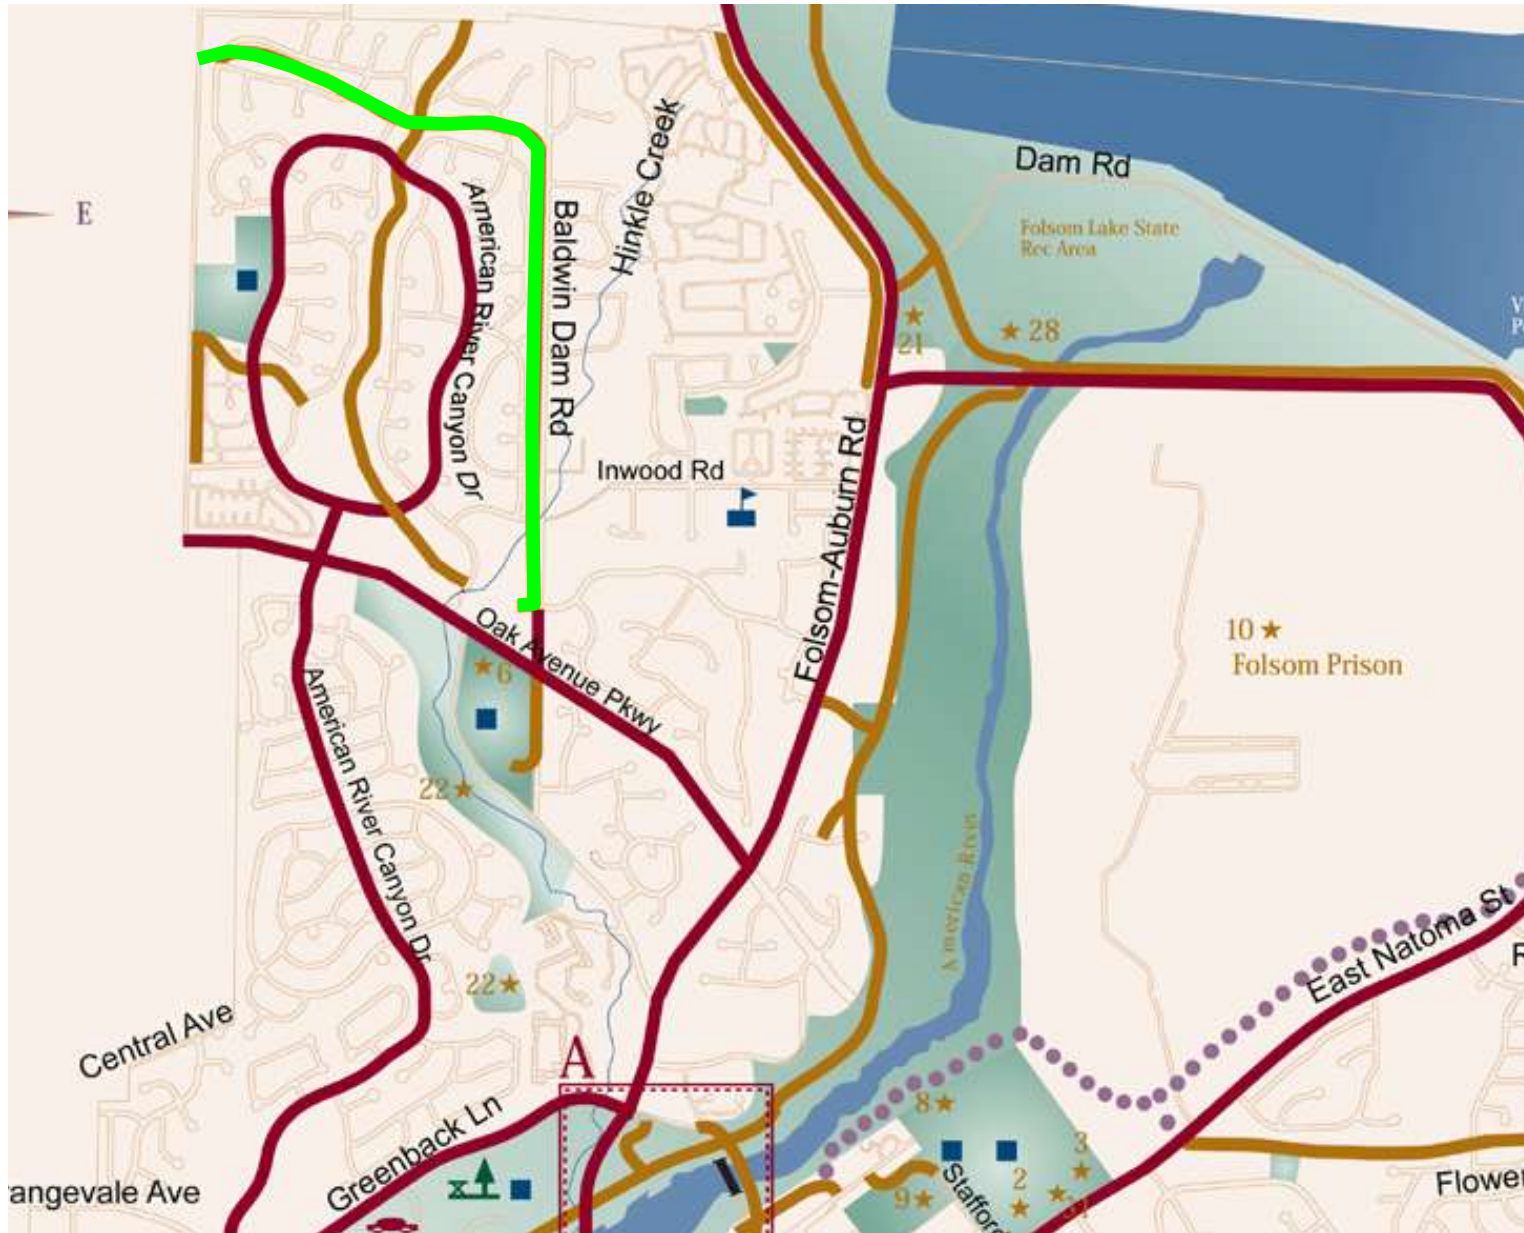 Dam Rd
E
Folsom Lake State
Rec Area
American River Canyon Dr
Baldwin Dam Rd
Hinkle Creek
21
28
Inwood Rd
Folsom-Auburn Rd
10
Folsom Prison
Oak Avenue Pkwy
6
American River Canyon Dr
22
American River
East Natoma St
22
Central Ave
A
Greenback Ln
8
3
2
9
Stafford
angevale Ave
Flower